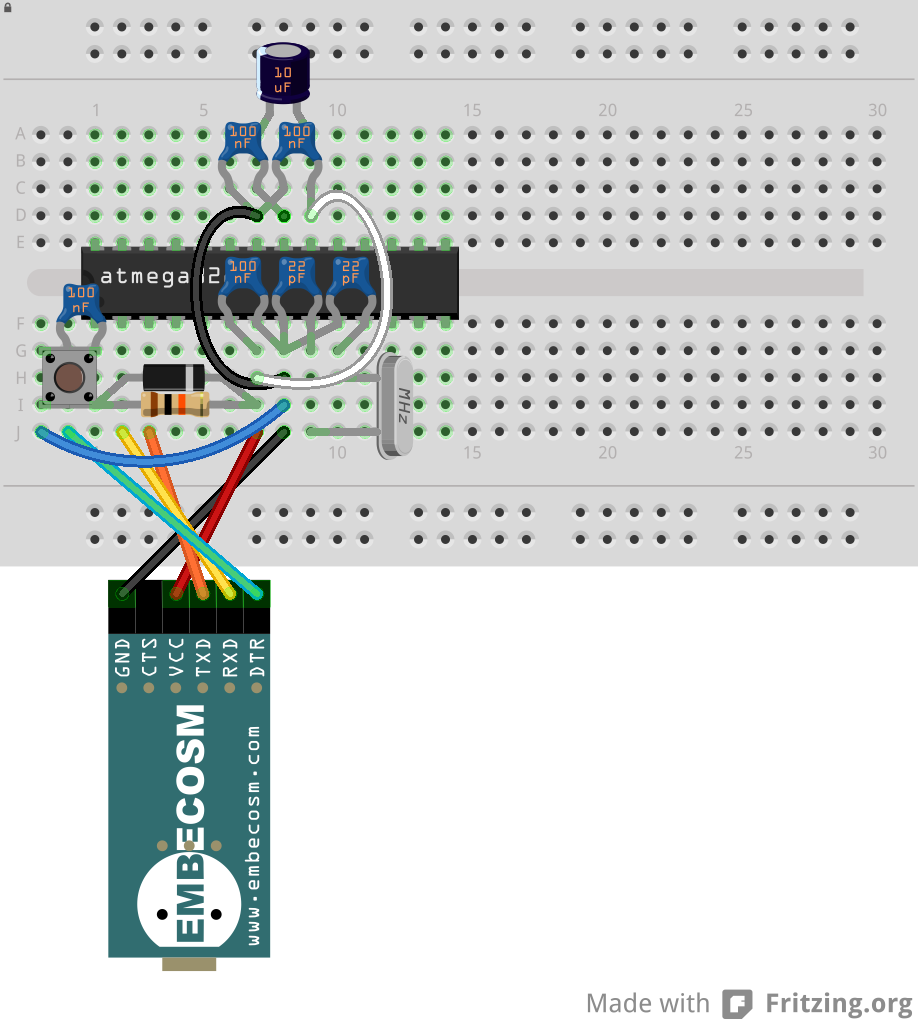 10
uF
1
5
10
15
20
25
30
100
nF
100
nF
A
B
C
D
E
atmega32
100
nF
22
pF
22
pF
100
nF
F
G
H
I
J
MHz
10
15
20
25
30
GND
CTS
VCC
TXD
RXD
DTR
EMBECOSM
www.embecosm.com
Made with Fritzing.org